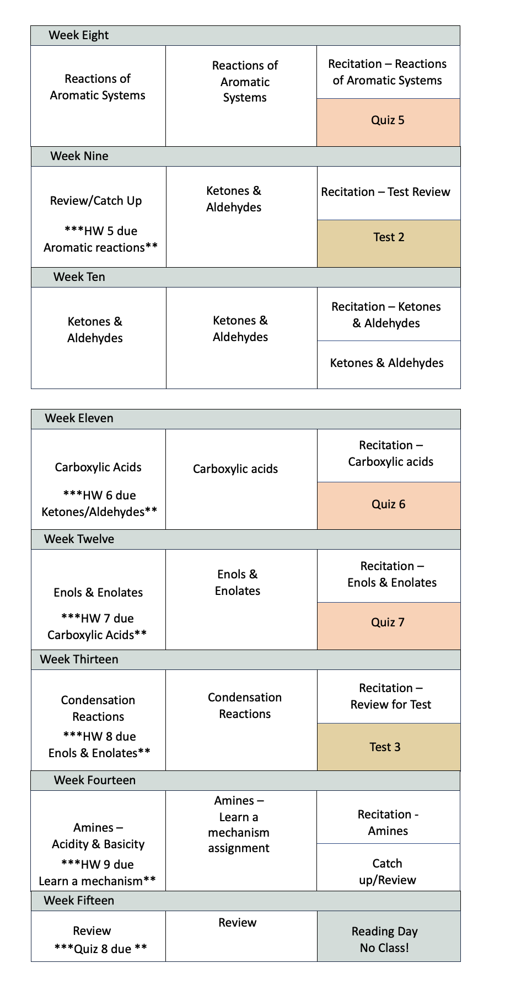 Week Eight
Reactions of
Aromatic Systems
Reactions of
Aromatic
Systems
Recitation – Reactions
of Aromatic Systems
Quiz 5
Week Nine
Review/Catch Up
***HW 5 due
Aromatic reactions**
Ketones &
Aldehydes
Recitation – Test Review
Test 2
Week Ten
Ketones &
Aldehydes
Ketones &
Aldehydes
Recitation – Ketones
& Aldehydes
Ketones & Aldehydes
Week Eleven
Carboxylic Acids
***HW 6 due
Ketones/Aldehydes**
Carboxylic acids
Recitation –
Carboxylic acids
Quiz 6
Week Twelve
Enols & Enolates
***HW 7 due
Carboxylic Acids**
Enols &
Enolates
Recitation –
Enols & Enolates
Quiz 7
Week Thirteen
Condensation
Reactions
***HW 8 due
Enols & Enolates**
Condensation
Reactions
Recitation –
Review for Test
Test 3
Week Fourteen
Amines –
Acidity & Basicity
***HW 9 due
Learn a mechanism**
Amines –
Learn a
mechanism
assignment
Recitation -
Amines
Catch
up/Review
Week Fifteen
Review
***Quiz 8 due **
Review
Reading Day
No Class!